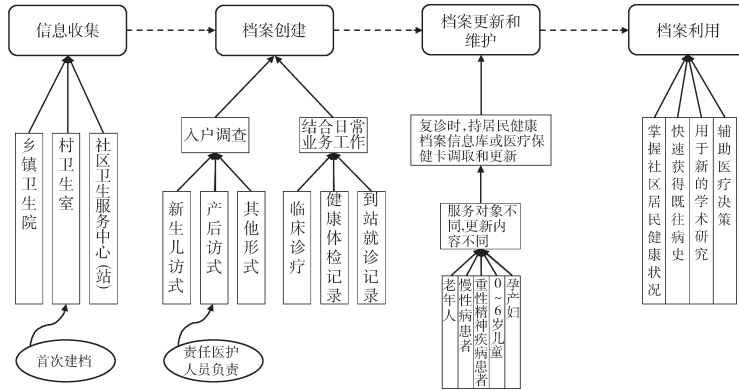 信息收集
档案创建
档案更新和
维护
档案利用
入户调查
结合日常
业务工作
复诊时,持居民健康
档案信息库或医疗保
健卡调取和更新
服务对象不
同,更新内
容不同
乡镇卫生院
村卫生室
社区卫生服务中心(站)
新生儿访式
产后访式
其他形式
临床诊疗
健康体检记录
到站就诊记录
老年人
慢性病患者
重性精神疾病患者
0~6岁儿童
孕产妇
掌握社区居民健康状况
快速获得既往病史
用于新的学术研究
辅助医疗决策
首次建档
责任医护
人员负责